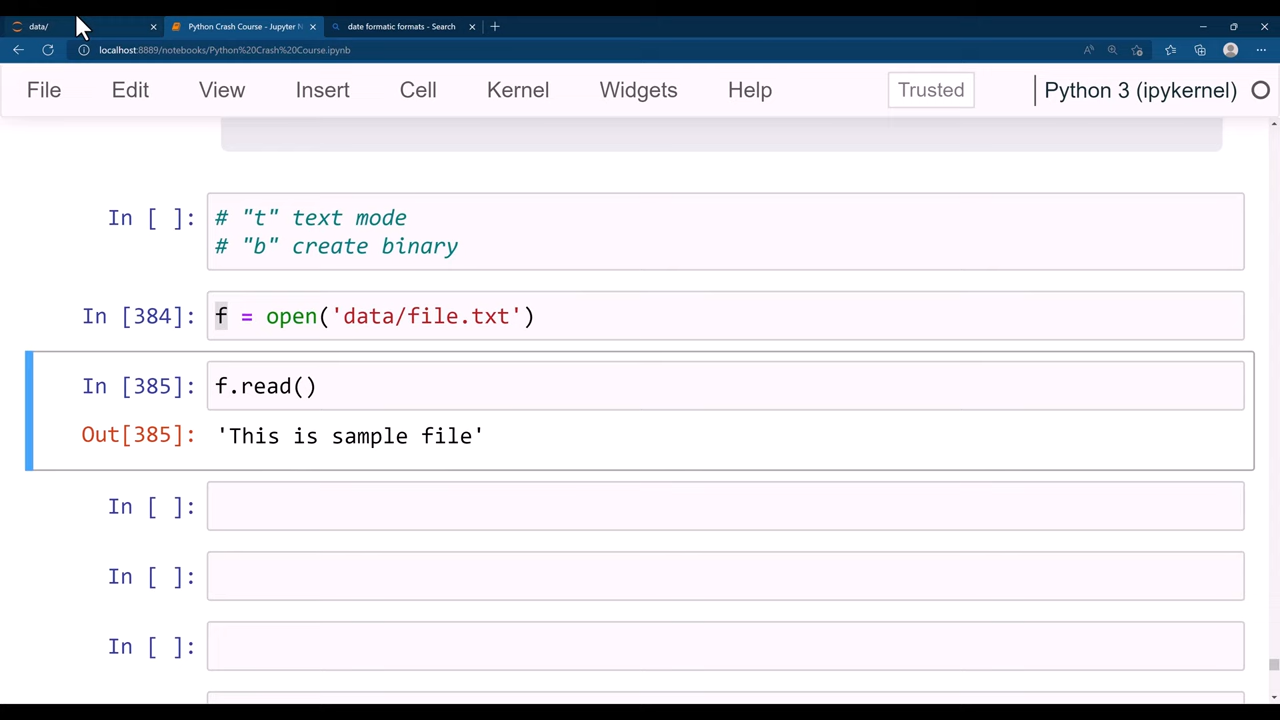 data/
Python Crash Course - Jupyter N
date formatic formats - Search
localhost:8889/notebooks/Python%20Crash%20Course.ipynb
File Edit View Insert Cell Kernel Widgets Help Trusted Python 3 (ipykernel)
In [ ]: # "t" text mode
# "b" create binary
In [384]: f = open('data/file.txt')
In [385]: f.read()
Out[385]: 'This is sample file'
In [ ]:
In [ ]:
In [ ]: